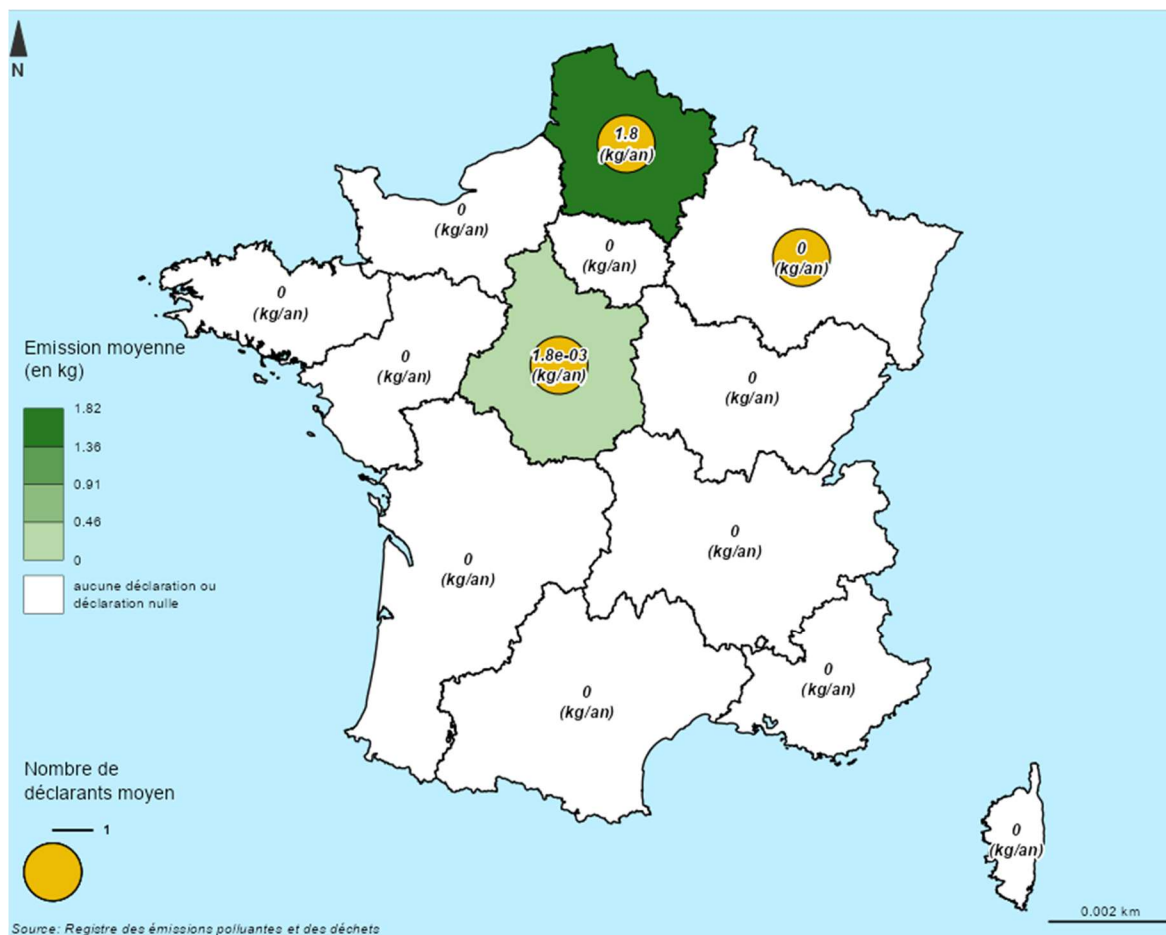 N
1.8
(kg/an)
0
(kg/an)
0
(kg/an)
0
(kg/an)
0
(kg/an)
Emission moyenne
(en kg)
1.82
1.36
0.91
0.46
0
aucune déclaration ou
déclaration nulle
0
(kg/an)
1.8e-03
(kg/an)
0
(kg/an)
0
(kg/an)
0
(kg/an)
0
(kg/an)
0
(kg/an)
Nombre de
déclarants moyen
1
0
(kg/an)
0.002 km
Source: Registre des émissions polluantes et des déchets